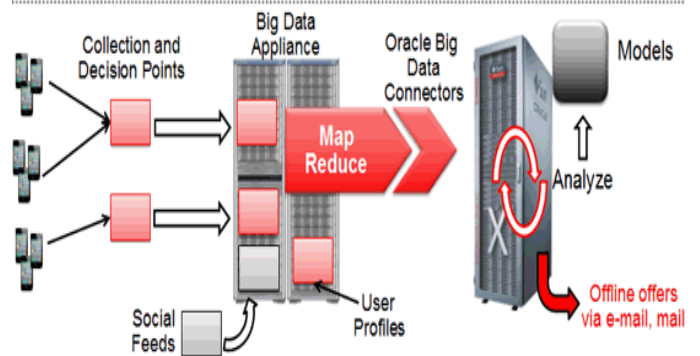 Collection and
Decision Points
Big Data
Appliance
Oracle Big
Data
Connectors
Models
Map
Reduce
Analyze
X
Social
Feeds
User
Profiles
Offline offers
via e-mail, mail